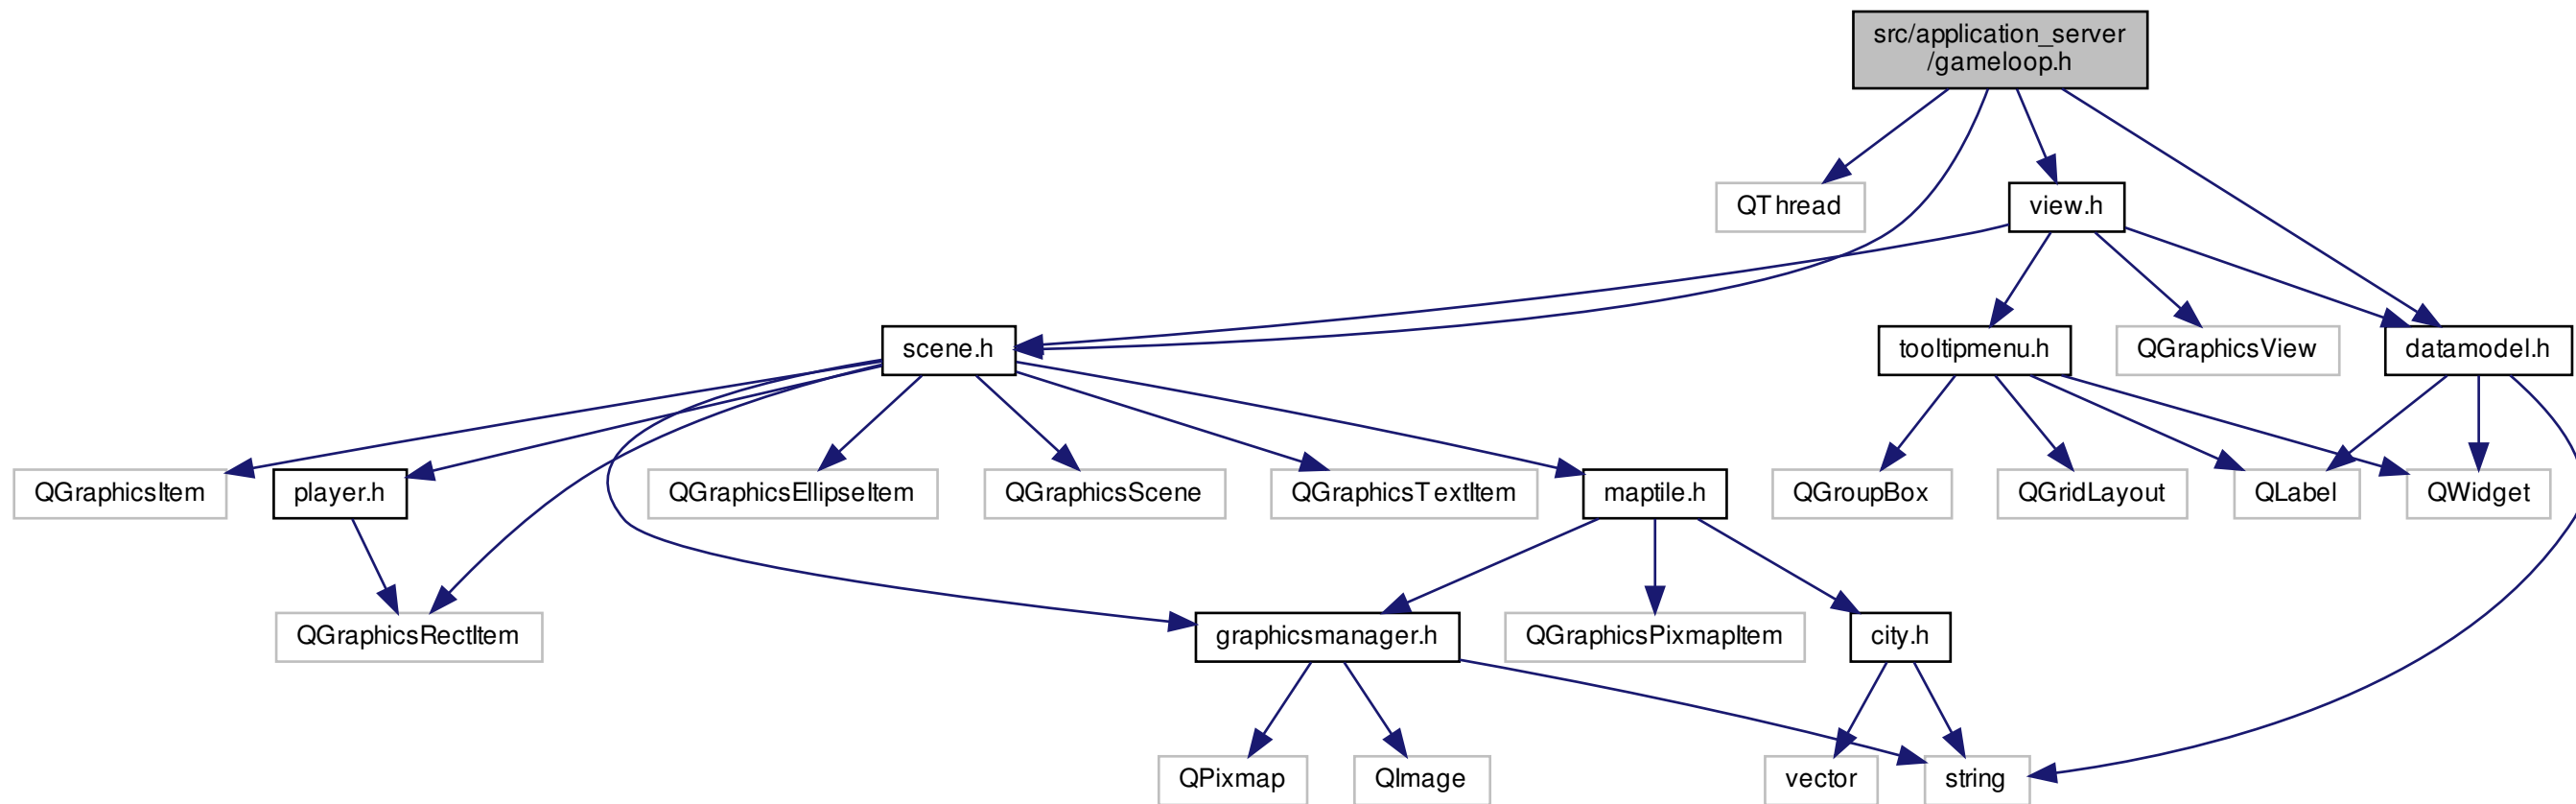 src/application_server
/gameloop.h
QThread
view.h
scene.h
tooltipmenu.h
QGraphicsView
datamodel.h
QGraphicsItem
player.h
QGraphicsEllipseItem
QGraphicsScene
QGraphicsTextItem
maptile.h
QGroupBox
QGridLayout
QLabel
QWidget
QGraphicsRectItem
graphicsmanager.h
QGraphicsPixmapItem
city.h
QPixmap
QImage
vector
string